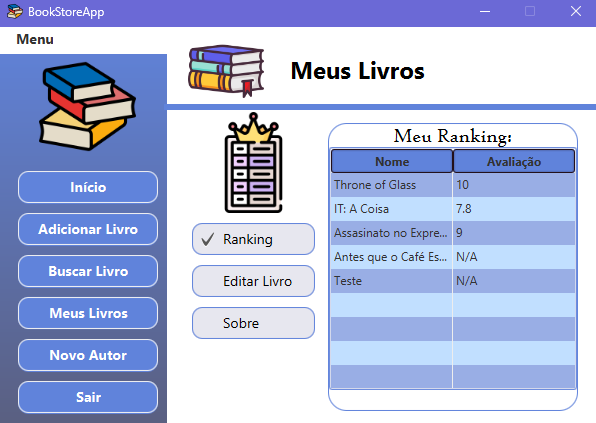 BookStoreApp
Menu
Meus Livros
Início
Adicionar Livro
Buscar Livro
Meus Livros
Novo Autor
Sair
Ranking
Editar Livro
Sobre
Meu Ranking:
Nome Avaliação
Throne of Glass 10
IT: A Coisa 7.8
Assasinato no Expre... 9
Antes que o Café Es... N/A
Teste N/A